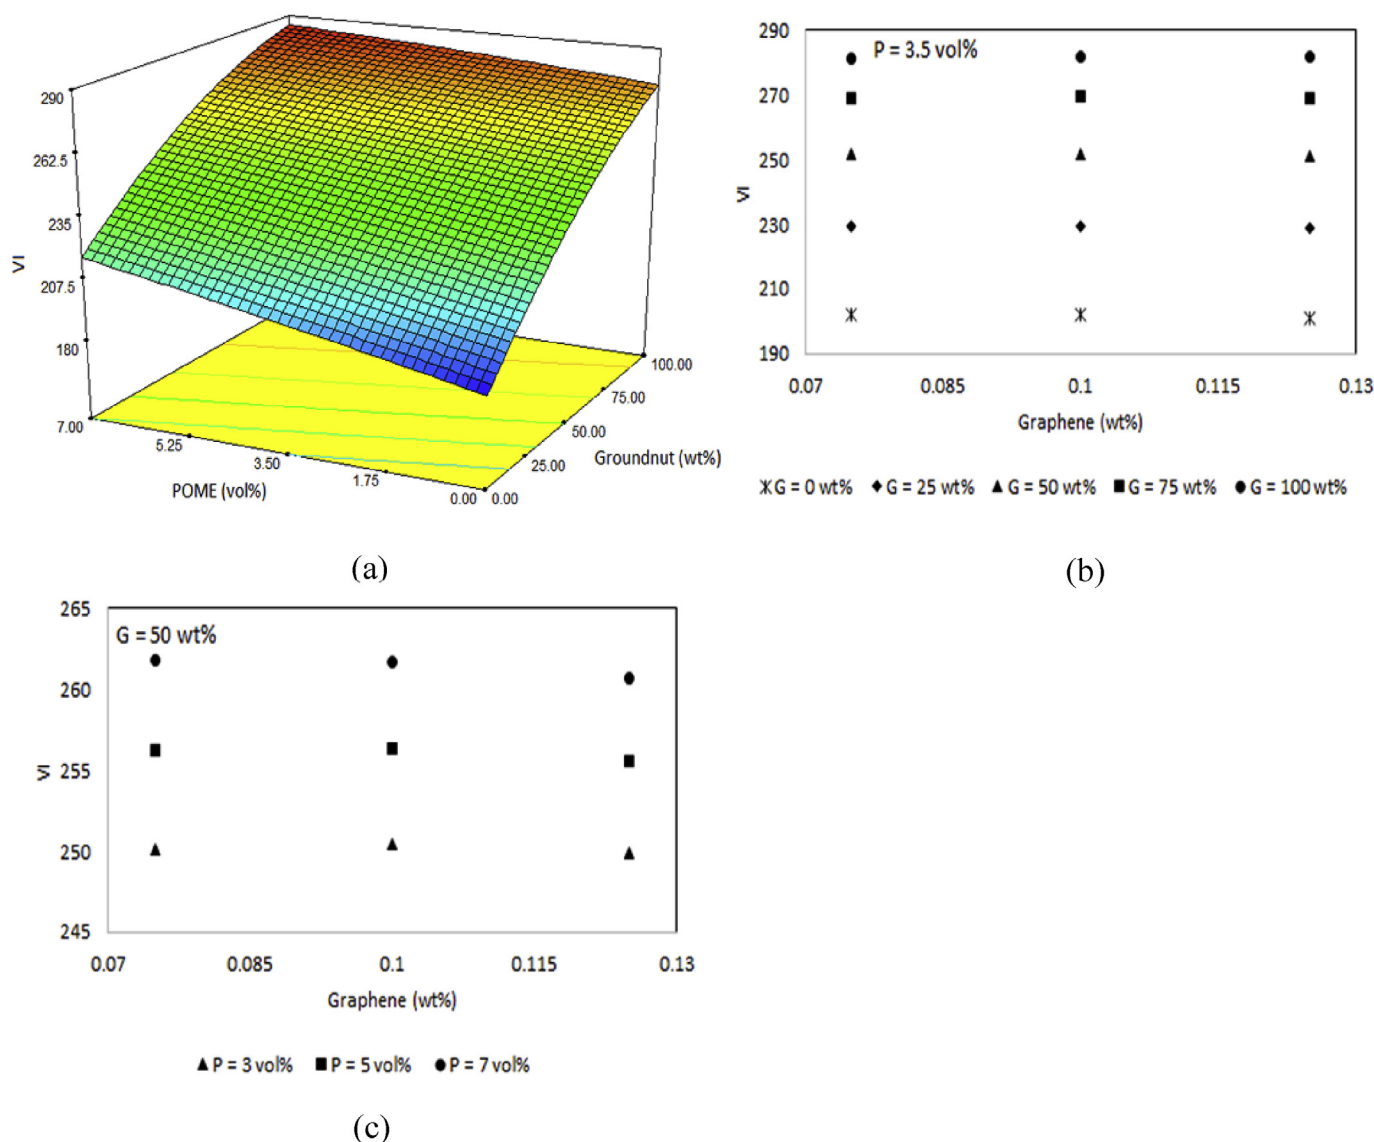 290
262.5
235
VI
207.5
180
7.00
5.25
3.50
1.75
0.00
POME (vol%)
0.00
25.00
50.00
75.00
100.00
Groundnut (wt%)
(a)
P = 3.5 vol%
290
270
250
VI
230
210
190
0.07 0.085 0.1 0.115 0.13
Graphene (wt%)
G = 0 wt% G = 25 wt% G = 50 wt% G = 75 wt% G = 100 wt%
(b)
G = 50 wt%
265
260
255
VI
250
245
0.07 0.085 0.1 0.115 0.13
Graphene (wt%)
P = 3 vol% P = 5 vol% P = 7 vol%
(c)